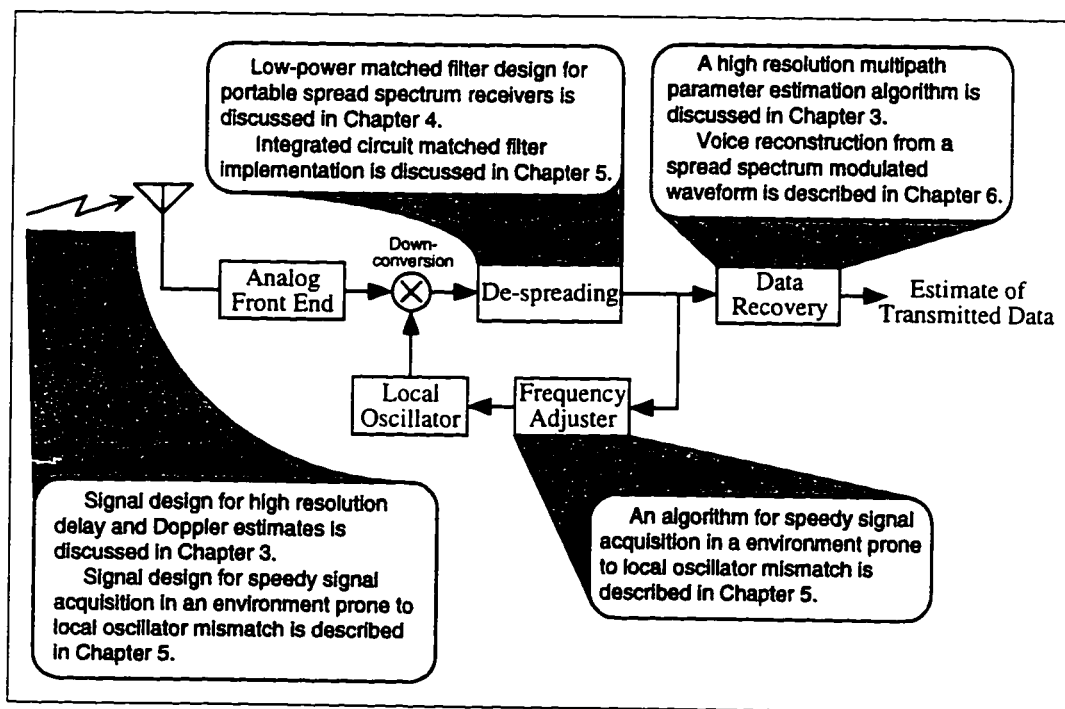 Low-power matched filter design for
portable spread spectrum receivers is
discussed in Chapter 4.
Integrated circuit matched filter
implementation is discussed in Chapter 5.
A high resolution multipath
parameter estimation algorithm is
discussed in Chapter 3.
Voice reconstruction from a
spread spectrum modulated
waveform is described in Chapter 6.
Down-
conversion
Analog
Front End
De-spreading
Data
Recovery
Estimate of
Transmitted Data
Local
Oscillator
Frequency
Adjuster
Signal design for high resolution
delay and Doppler estimates is
discussed in Chapter 3.
Signal design for speedy signal
acquisition in an environment prone to
local oscillator mismatch is described
in Chapter 5.
An algorithm for speedy signal
acquisition in a environment prone
to local oscillator mismatch is
described in Chapter 5.